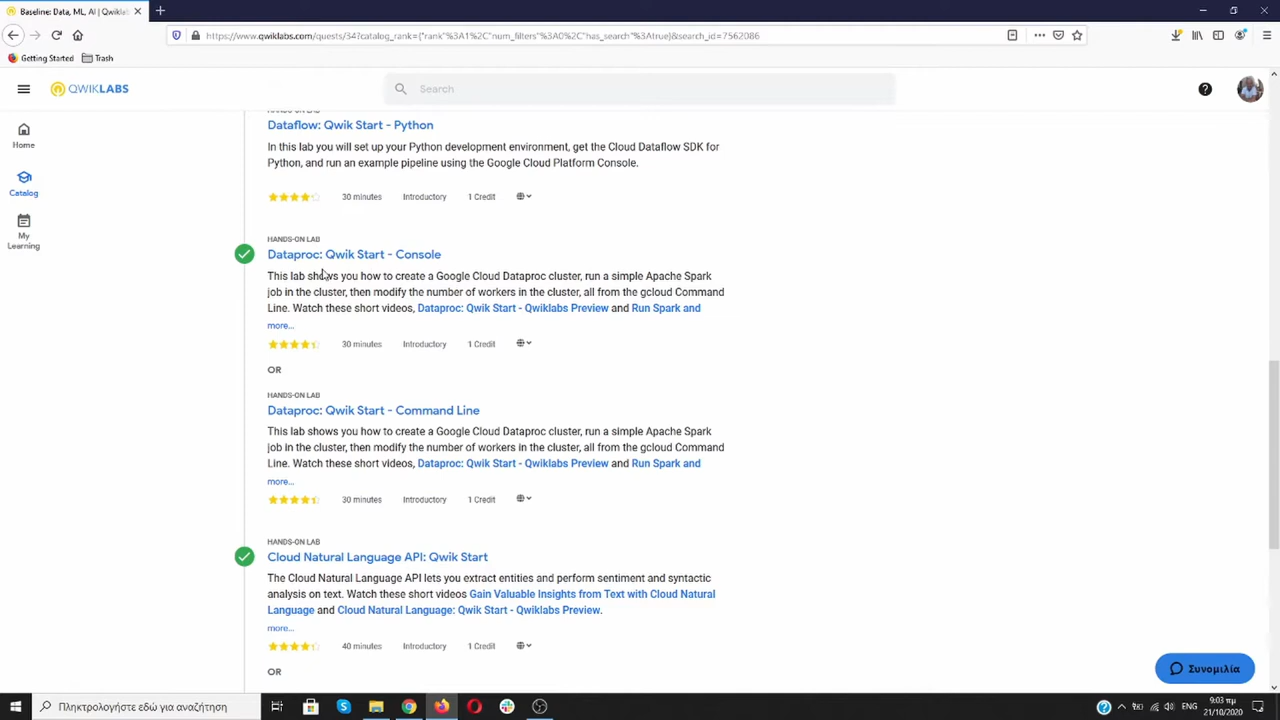 Baseline: Data, ML, AI | Qwiklab
https://www.qwiklabs.com/quests/34?catalog_rank={"rank"%3A1%2C"num_filters"%3A0%2C"has_search"%3Atrue}&search_id=7562086
Getting Started
Trash
QWIKLABS
Search
Home
Catalog
My
Learning
HANDS-ON LAB
Dataflow: Qwik Start - Python
In this lab you will set up your Python development environment, get the Cloud Dataflow SDK for
Python, and run an example pipeline using the Google Cloud Platform Console.
30 minutes Introductory 1 Credit
HANDS-ON LAB
Dataproc: Qwik Start - Console
This lab shows you how to create a Google Cloud Dataproc cluster, run a simple Apache Spark
job in the cluster, then modify the number of workers in the cluster, all from the gcloud Command
Line. Watch these short videos, Dataproc: Qwik Start - Qwiklabs Preview and Run Spark and
more...
30 minutes Introductory 1 Credit
OR
HANDS-ON LAB
Dataproc: Qwik Start - Command Line
This lab shows you how to create a Google Cloud Dataproc cluster, run a simple Apache Spark
job in the cluster, then modify the number of workers in the cluster, all from the gcloud Command
Line. Watch these short videos, Dataproc: Qwik Start - Qwiklabs Preview and Run Spark and
more...
30 minutes Introductory 1 Credit
HANDS-ON LAB
Cloud Natural Language API: Qwik Start
The Cloud Natural Language API lets you extract entities and perform sentiment and syntactic
analysis on text. Watch these short videos Gain Valuable Insights from Text with Cloud Natural
Language and Cloud Natural Language: Qwik Start - Qwiklabs Preview.
more...
40 minutes Introductory 1 Credit
OR
Συνομιλία
Πληκτρολογήστε εδώ για αναζήτηση
9:03 πμ
21/10/2020